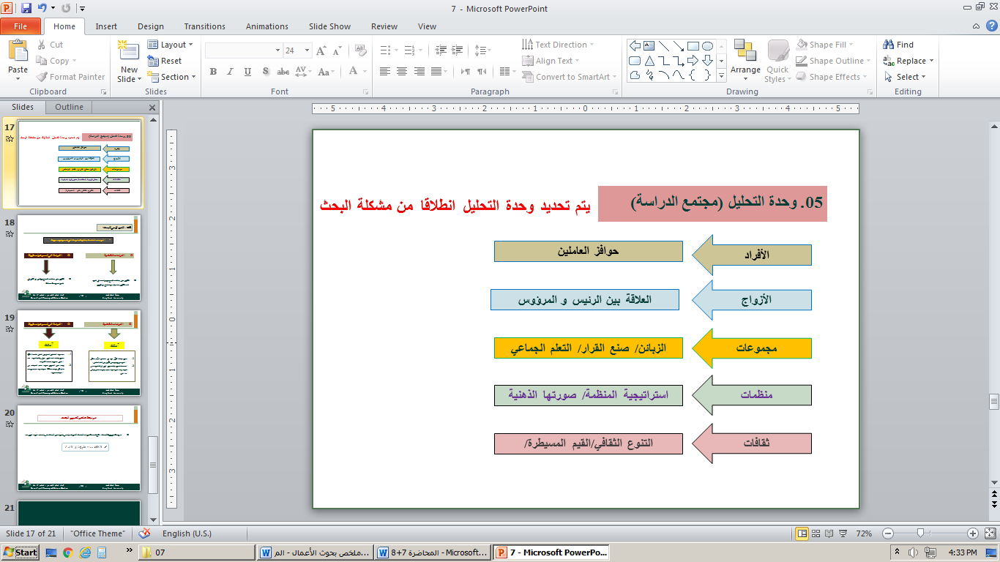 7 - Microsoft PowerPoint
File Home Insert Design Transitions Animations Slide Show Review View
Paste
Cut
Copy
Format Painter
Clipboard
New Slide
Layout
Reset
Section
Slides
24
B I U S abc AV Aa A
Font
Text Direction
Align Text
Convert to SmartArt
Paragraph
Arrange
Quick Styles
Shape Fill
Shape Outline
Shape Effects
Drawing
Find
Replace
Select
Editing
Slides Outline
17
18
19
20
21
05. وحدة التحليل (مجتمع الدراسة)
يتم تحديد وحدة التحليل انطلاقا من مشكلة البحث
الأفراد
حوافز العاملين
الأزواج
العلاقة بين الرئيس و المرؤوس
مجموعات
الزبائن/ صنع القرار/ التعلم الجماعي
منظمات
استراتيجية المنظمة/ صورتها الذهنية
ثقافات
التنوع الثقافي/القيم المسيطرة/
Slide 17 of 21 "Office Theme" English (U.S.) 72%
Start
07
ملخص بحوث الأعمال - الم...
المحاضرة 7+8 - Microsoft...
7 - Microsoft PowerPo...
4:33 PM